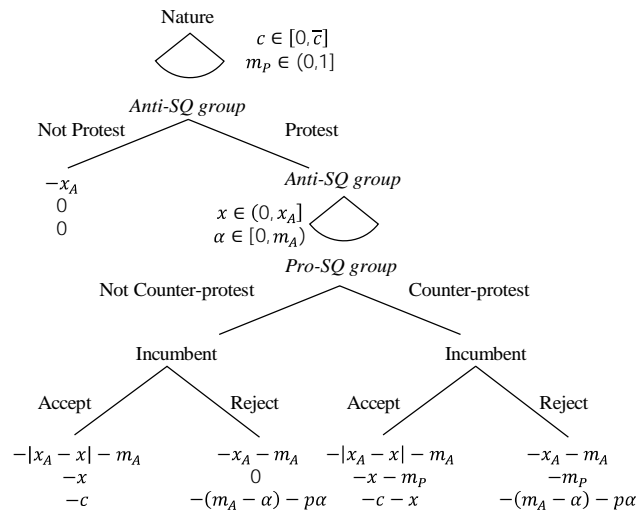 Nature
c ∈ [0, c̅]
m_P ∈ (0,1]
Anti-SQ group
Not Protest Protest
−x_A
0
0
Anti-SQ group
x ∈ (0, x_A]
α ∈ [0, m_A)
Pro-SQ group
Not Counter-protest Counter-protest
Incumbent Incumbent
Accept Reject Accept Reject
−|x_A − x| − m_A −x_A − m_A −|x_A − x| − m_A −x_A − m_A
−x 0 −x − m_P −m_P
−c −(m_A − α) − pα −c − x −(m_A − α) − pα